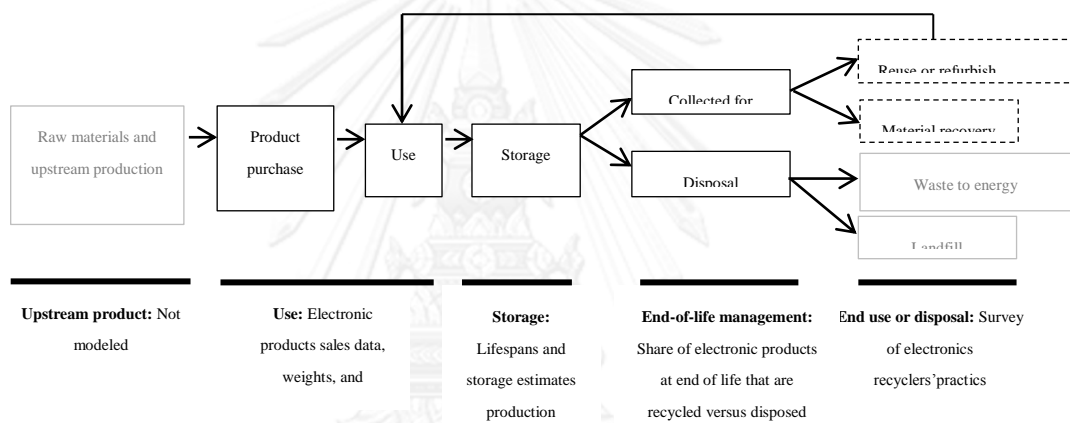 Reuse or refurbish
Collected for
Raw materials and
upstream production
Product
purchase
Use
Storage
Material recovery
Disposal
Waste to energy
Landfill
Upstream product: Not
modeled
Use: Electronic
products sales data,
weights, and
Storage:
Lifespans and
storage estimates
production
End-of-life management:
Share of electronic products
at end of life that are
recycled versus disposed
End use or disposal: Survey
of electronics
recyclers'practics